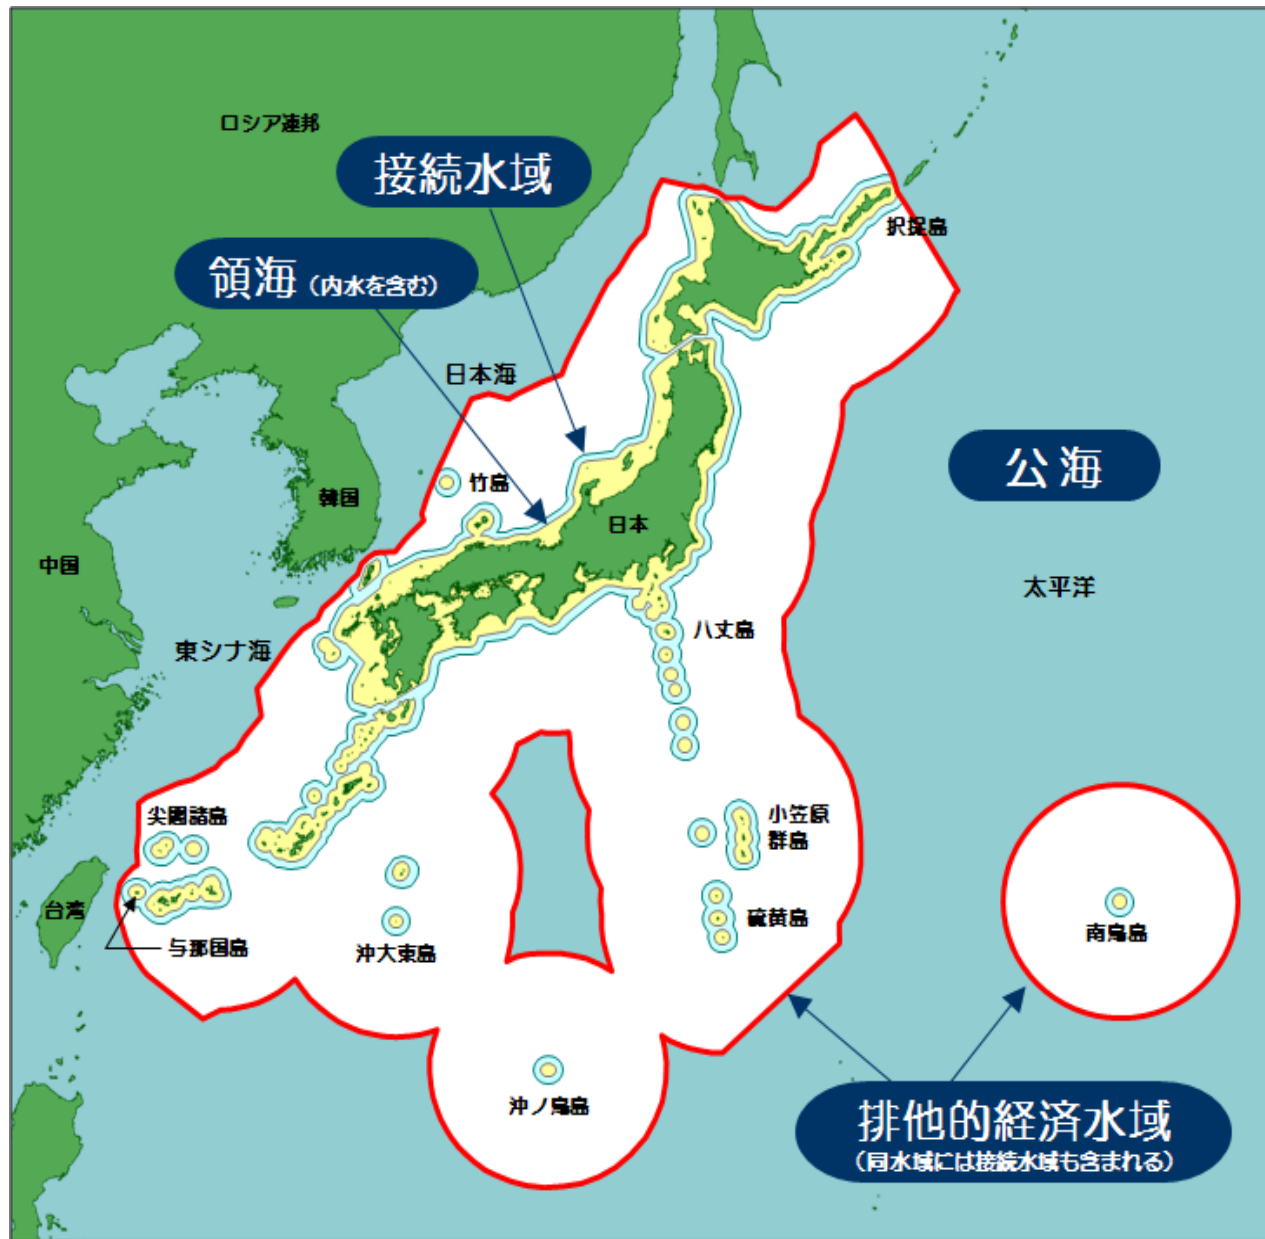 ロシア連邦
接続水域
択捉島
領海(内水を含む)
日本海
公海
竹島
韓国
日本
中国
太平洋
八丈島
東シナ海
尖閣諸島
小笠原
群島
台湾
硫黄島
与那国島
沖大東島
南鳥島
沖ノ鳥島
排他的経済水域
(同水域には接続水域も含まれる)